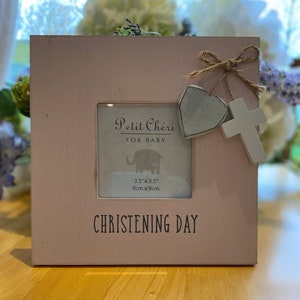 Petit Chéri
FOR BABY
3.5"x3.5"
9cm x 9cm
CHRISTENING DAY